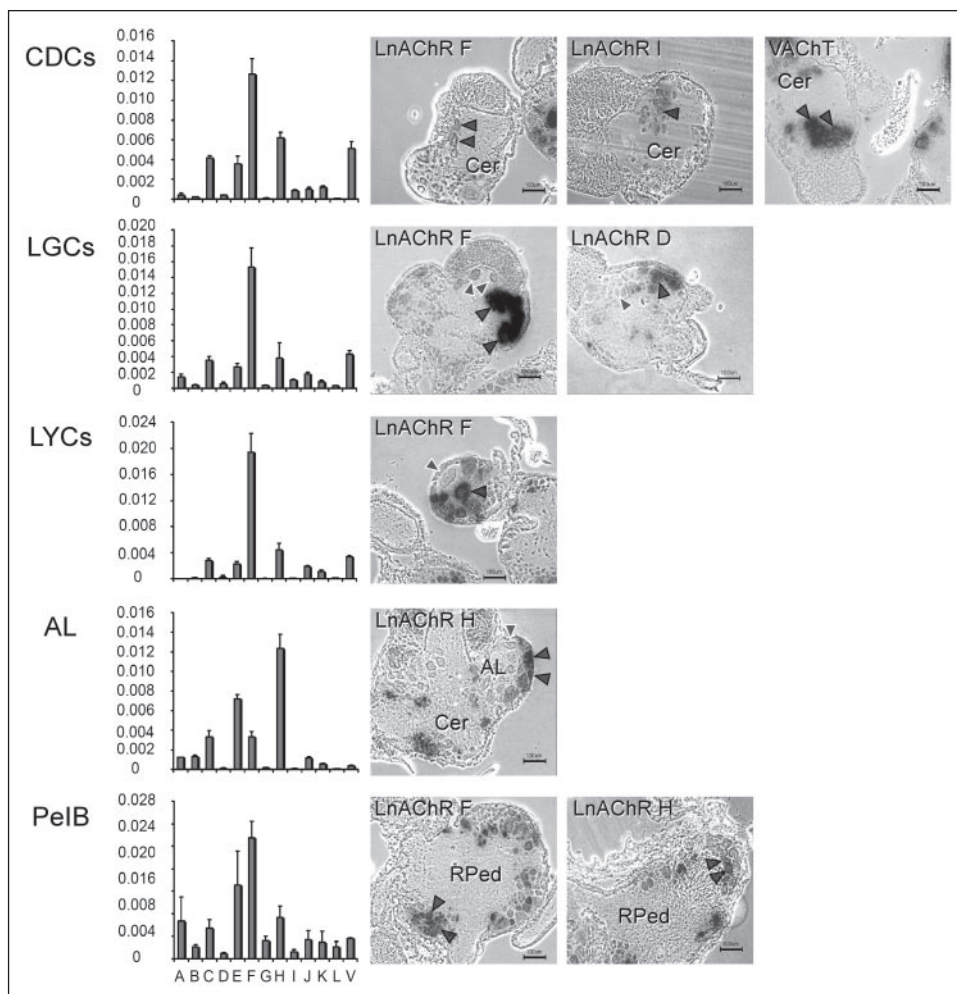 CDCs
0.016
0.014
0.012
0.010
0.008
0.006
0.004
0.002
0
LnAChR F
Cer
LnAChR I
Cer
VAChT
Cer
LGCs
0.020
0.018
0.016
0.014
0.012
0.010
0.008
0.006
0.004
0.002
0
LnAChR F
LnAChR D
LYCs
0.024
0.020
0.016
0.012
0.008
0.004
0
LnAChR F
AL
0.016
0.014
0.012
0.010
0.008
0.006
0.004
0.002
0
LnAChR H
AL
Cer
PelB
0.028
0.024
0.020
0.016
0.012
0.008
0.004
0
A B C D E F G H I J K L V
LnAChR F
RPed
LnAChR H
RPed